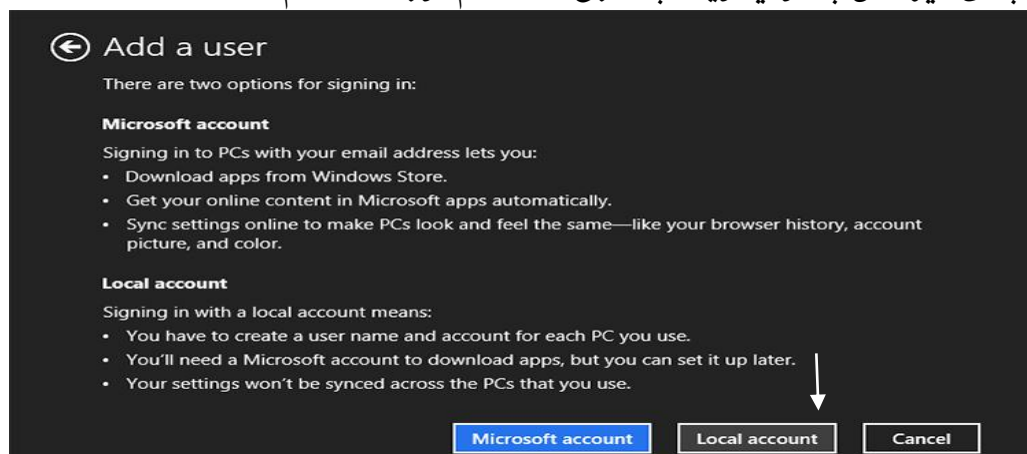 Add a user
There are two options for signing in:
Microsoft account
Signing in to PCs with your email address lets you:
• Download apps from Windows Store.
• Get your online content in Microsoft apps automatically.
• Sync settings online to make PCs look and feel the same—like your browser history, account
picture, and color.
Local account
Signing in with a local account means:
• You have to create a user name and account for each PC you use.
• You'll need a Microsoft account to download apps, but you can set it up later.
• Your settings won't be synced across the PCs that you use.
Microsoft account Local account Cancel